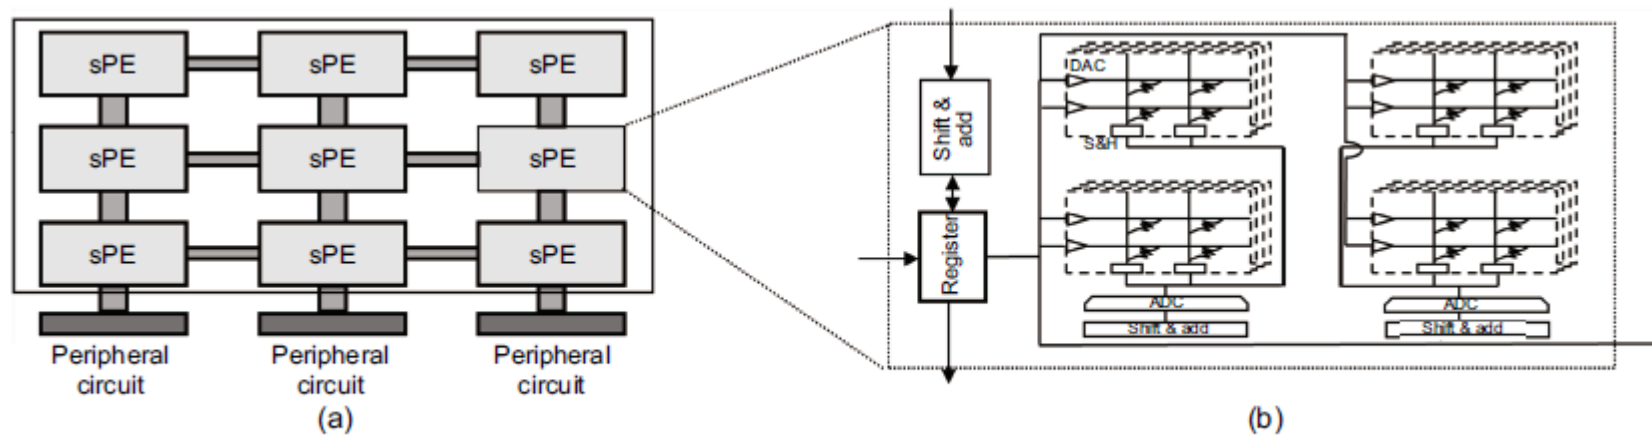 sPE sPE sPE
sPE sPE sPE
sPE sPE sPE
Peripheral circuit
Peripheral circuit
Peripheral circuit
(a)
Shift & add
Register
DAC
S&H
ADC
Shift & add
ADC
Shift & add
(b)